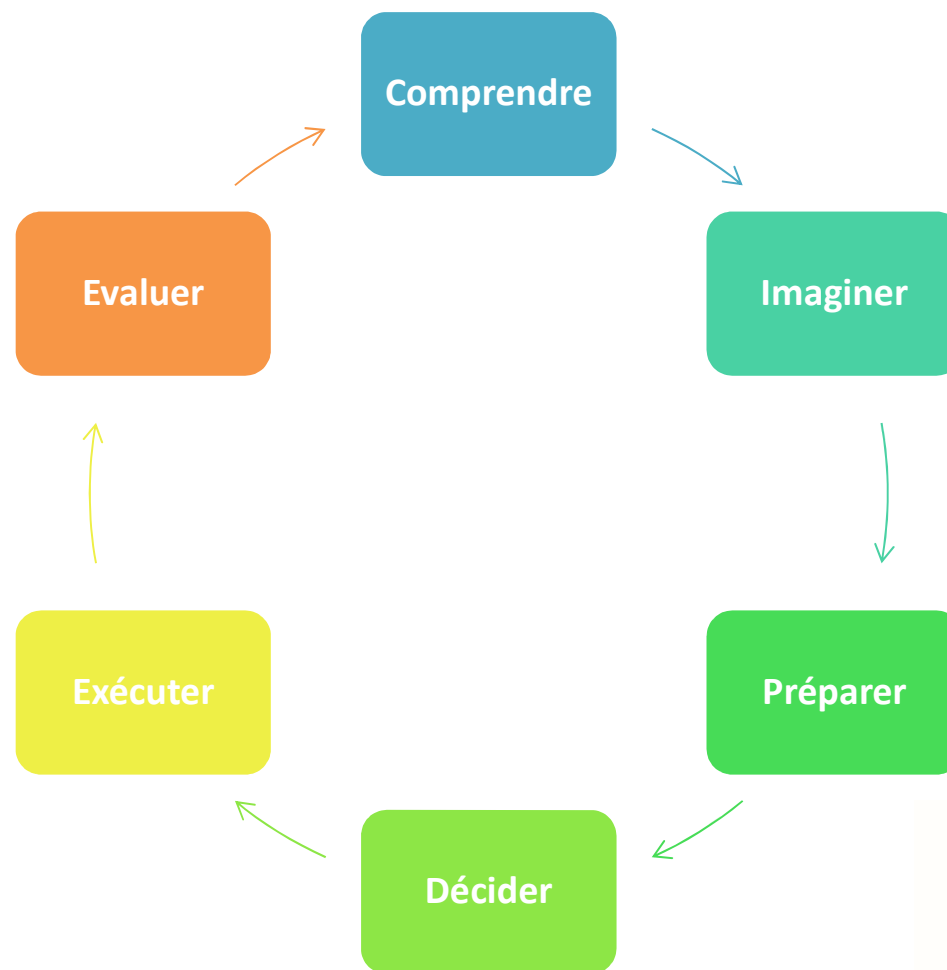 Comprendre
Imaginer
Préparer
Décider
Exécuter
Evaluer